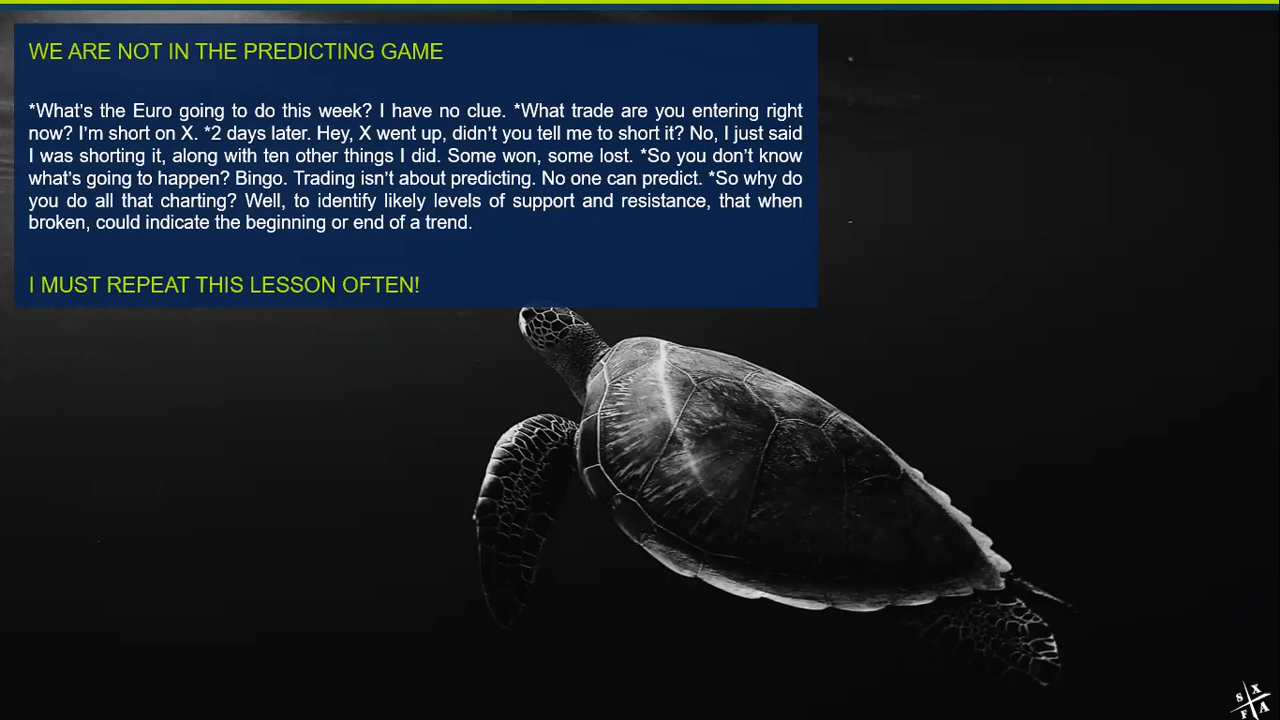 WE ARE NOT IN THE PREDICTING GAME
*What's the Euro going to do this week? I have no clue. *What trade are you entering right
now? I'm short on X. *2 days later. Hey, X went up, didn't you tell me to short it? No, I just said
I was shorting it, along with ten other things I did. Some won, some lost. *So you don't know
what's going to happen? Bingo. Trading isn't about predicting. No one can predict. *So why do
you do all that charting? Well, to identify likely levels of support and resistance, that when
broken, could indicate the beginning or end of a trend.
I MUST REPEAT THIS LESSON OFTEN!
S X
F A